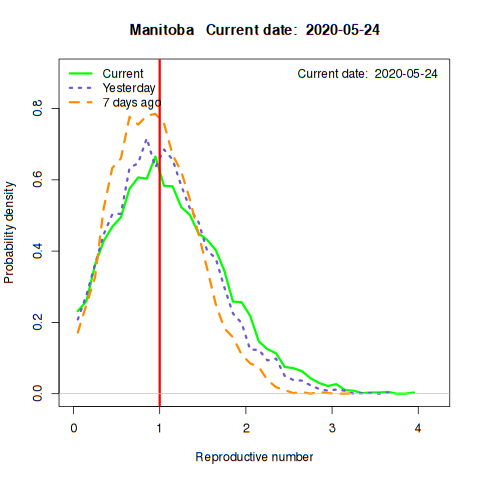 Manitoba   Current date:  2020-05-24
Current
Yesterday
7 days ago
Current date:  2020-05-24
Probability density
0.0
0.2
0.4
0.6
0.8
0
1
2
3
4
Reproductive number